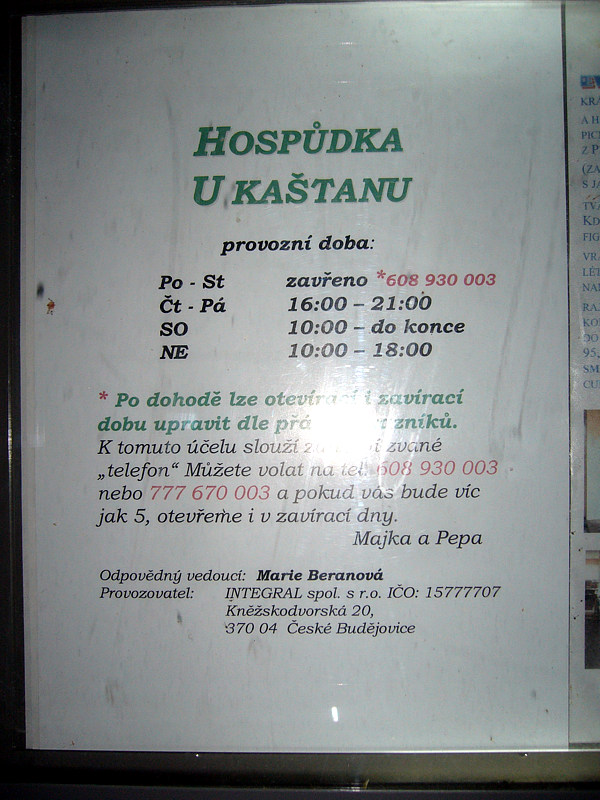 HOSPŮDKA
U KAŠTANU
provozní doba:
Po - St zavřeno *608 930 003
Čt - Pá 16:00 – 21:00
SO 10:00 – do konce
NE 10:00 – 18:00
* Po dohodě lze otevírací i zavírací
dobu upravit dle zníků.
K tomuto účelu slouží zvané
„telefon“ Můžete volat na tel. 608 930 003
nebo 777 670 003 a pokud vás bude víc
jak 5, otevřeme i v zavírací dny.
Majka a Pepa
Odpovědný vedoucí: Marie Beranová
Provozovatel: INTEGRAL spol. s r.o. IČO: 15777707
Kněžskodvorská 20,
370 04 České Budějovice